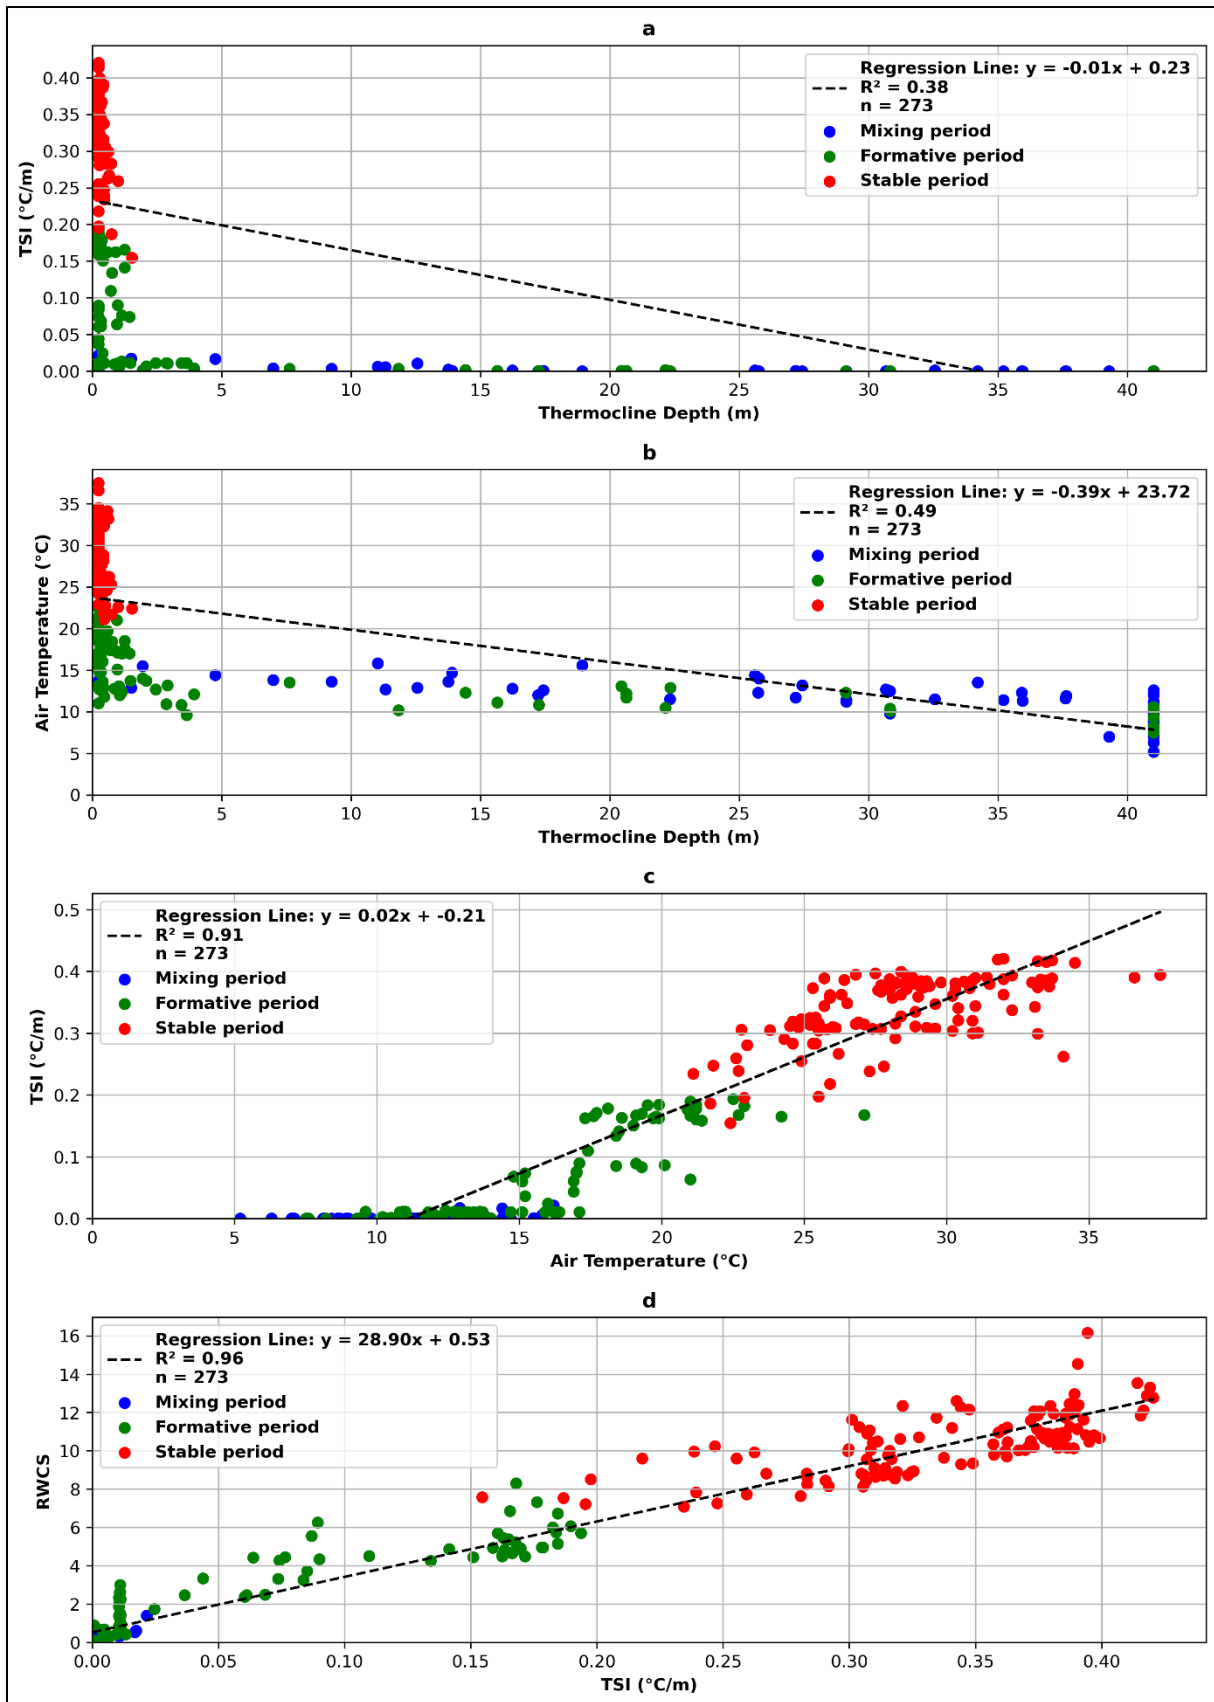 a
TSI (°C/m)
0.40
0.35
0.30
0.25
0.20
0.15
0.10
0.05
0.00
Regression Line: y = -0.01x + 0.23
R² = 0.38
n = 273
Mixing period
Formative period
Stable period
0 5 10 15 20 25 30 35 40
Thermocline Depth (m)
b
Air Temperature (°C)
35
30
25
20
15
10
5
0
Regression Line: y = -0.39x + 23.72
R² = 0.49
n = 273
Mixing period
Formative period
Stable period
0 5 10 15 20 25 30 35 40
Thermocline Depth (m)
c
TSI (°C/m)
0.5
0.4
0.3
0.2
0.1
0.0
Regression Line: y = 0.02x + -0.21
R² = 0.91
n = 273
Mixing period
Formative period
Stable period
0 5 10 15 20 25 30 35
Air Temperature (°C)
d
RWCS
16
14
12
10
8
6
4
2
0
Regression Line: y = 28.90x + 0.53
R² = 0.96
n = 273
Mixing period
Formative period
Stable period
0.00 0.05 0.10 0.15 0.20 0.25 0.30 0.35 0.40
TSI (°C/m)